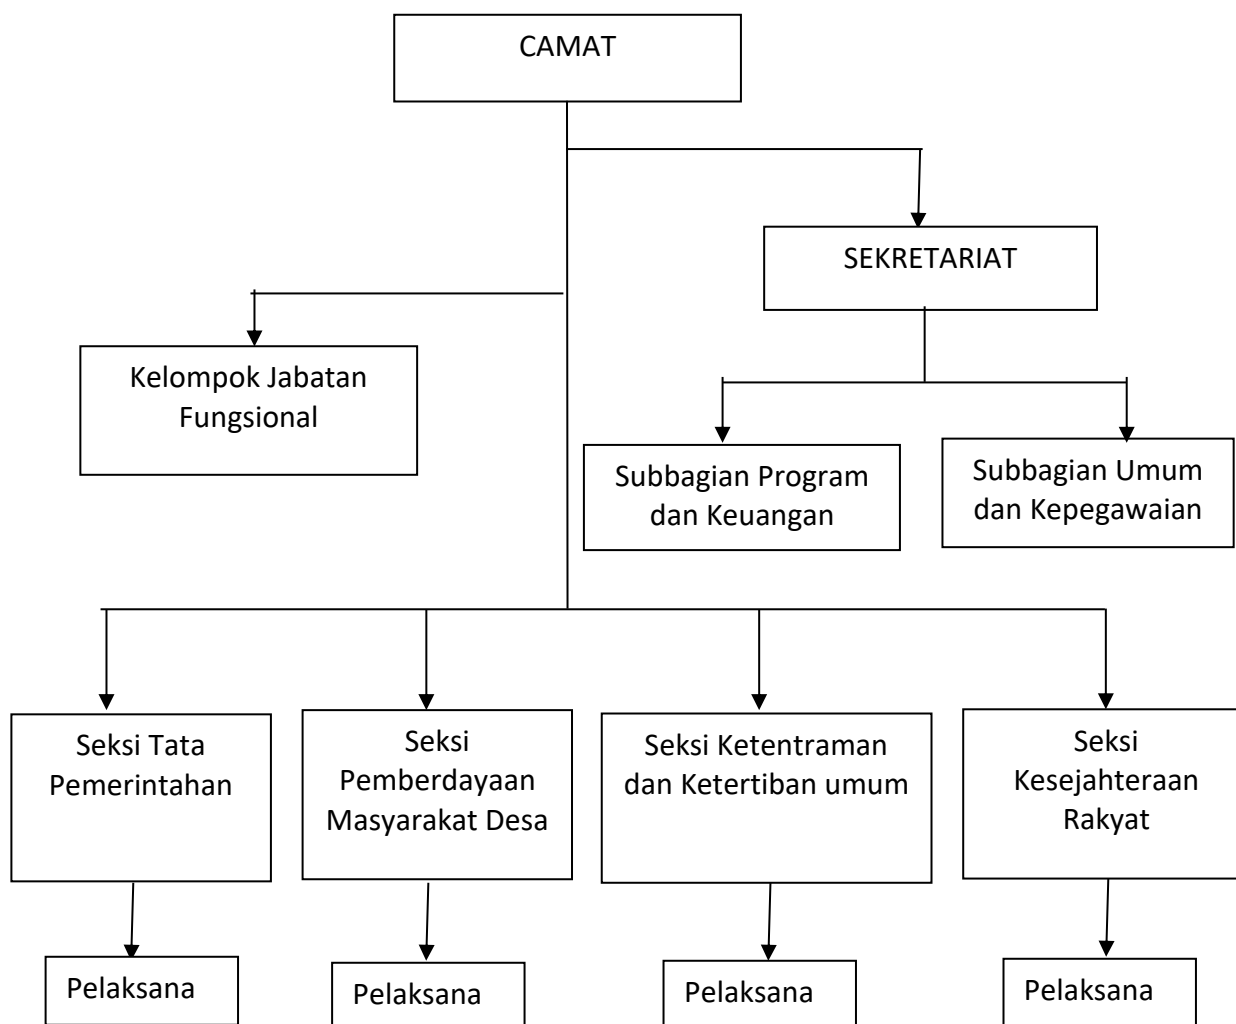 CAMAT
SEKRETARIAT
Kelompok Jabatan
Fungsional
Subbagian Program
dan Keuangan
Subbagian Umum
dan Kepegawaian
Seksi Tata
Pemerintahan
Seksi
Pemberdayaan
Masyarakat Desa
Seksi Ketentraman
dan Ketertiban umum
Seksi
Kesejahteraan
Rakyat
Pelaksana
Pelaksana
Pelaksana
Pelaksana